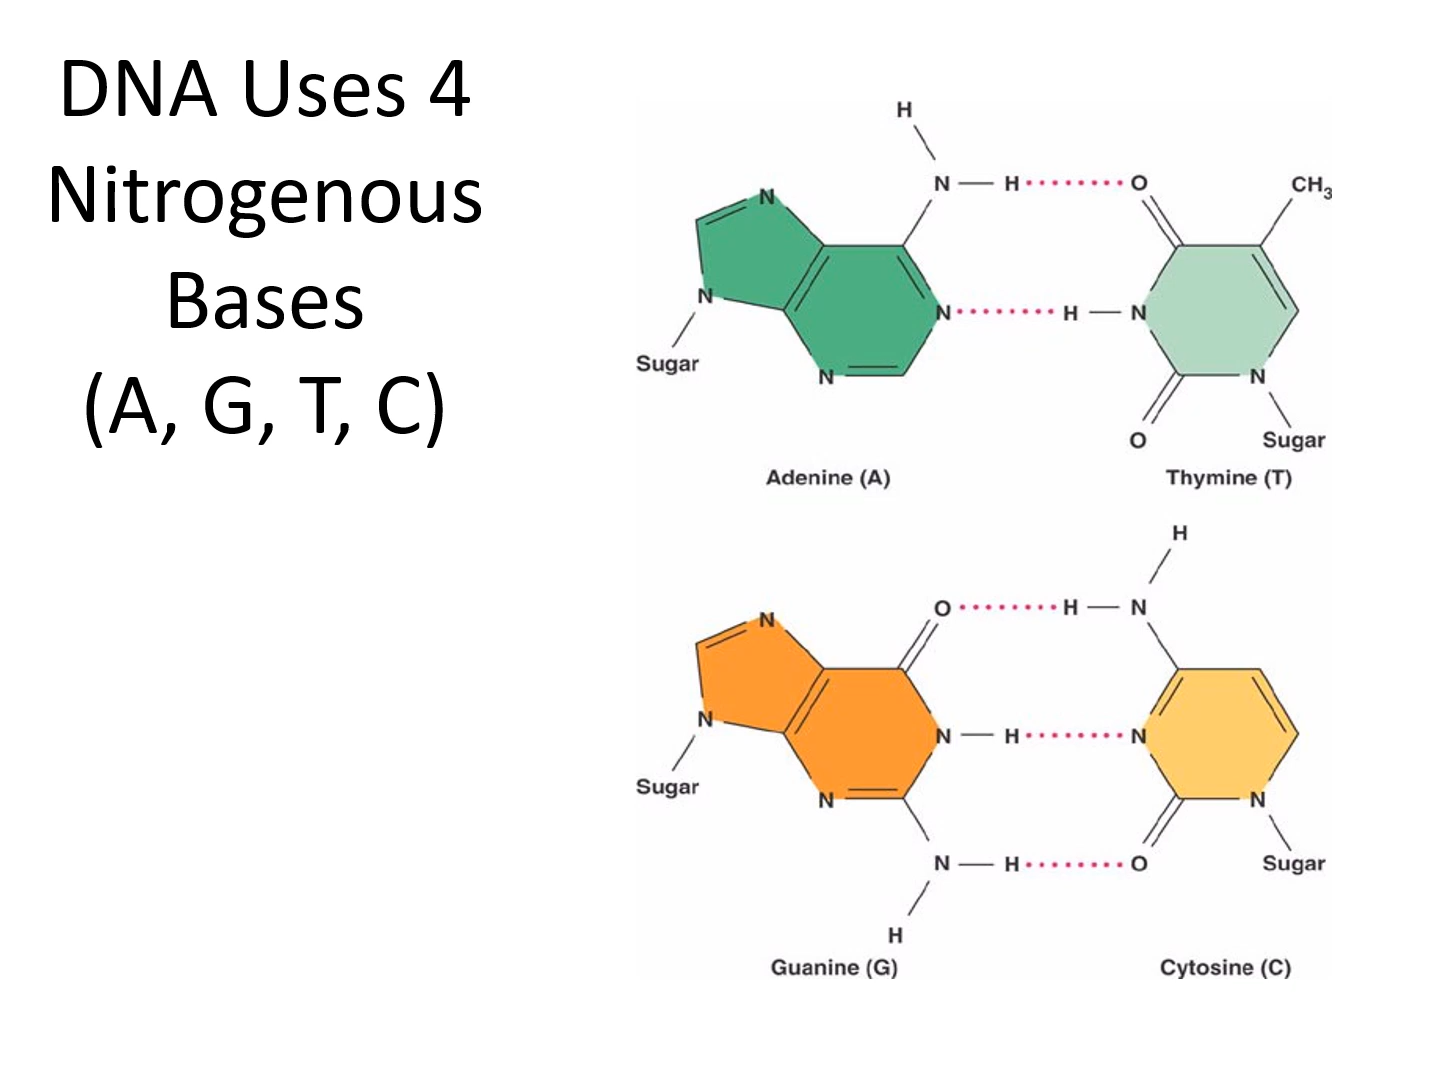 DNA Uses 4
Nitrogenous
Bases
(A, G, T, C)
H
N H O CH3
N
N
N H N
Sugar
N N
O Sugar
Adenine (A) Thymine (T)
H
O H N
N
N
N H N
Sugar
N N
N H O Sugar
H
Guanine (G) Cytosine (C)